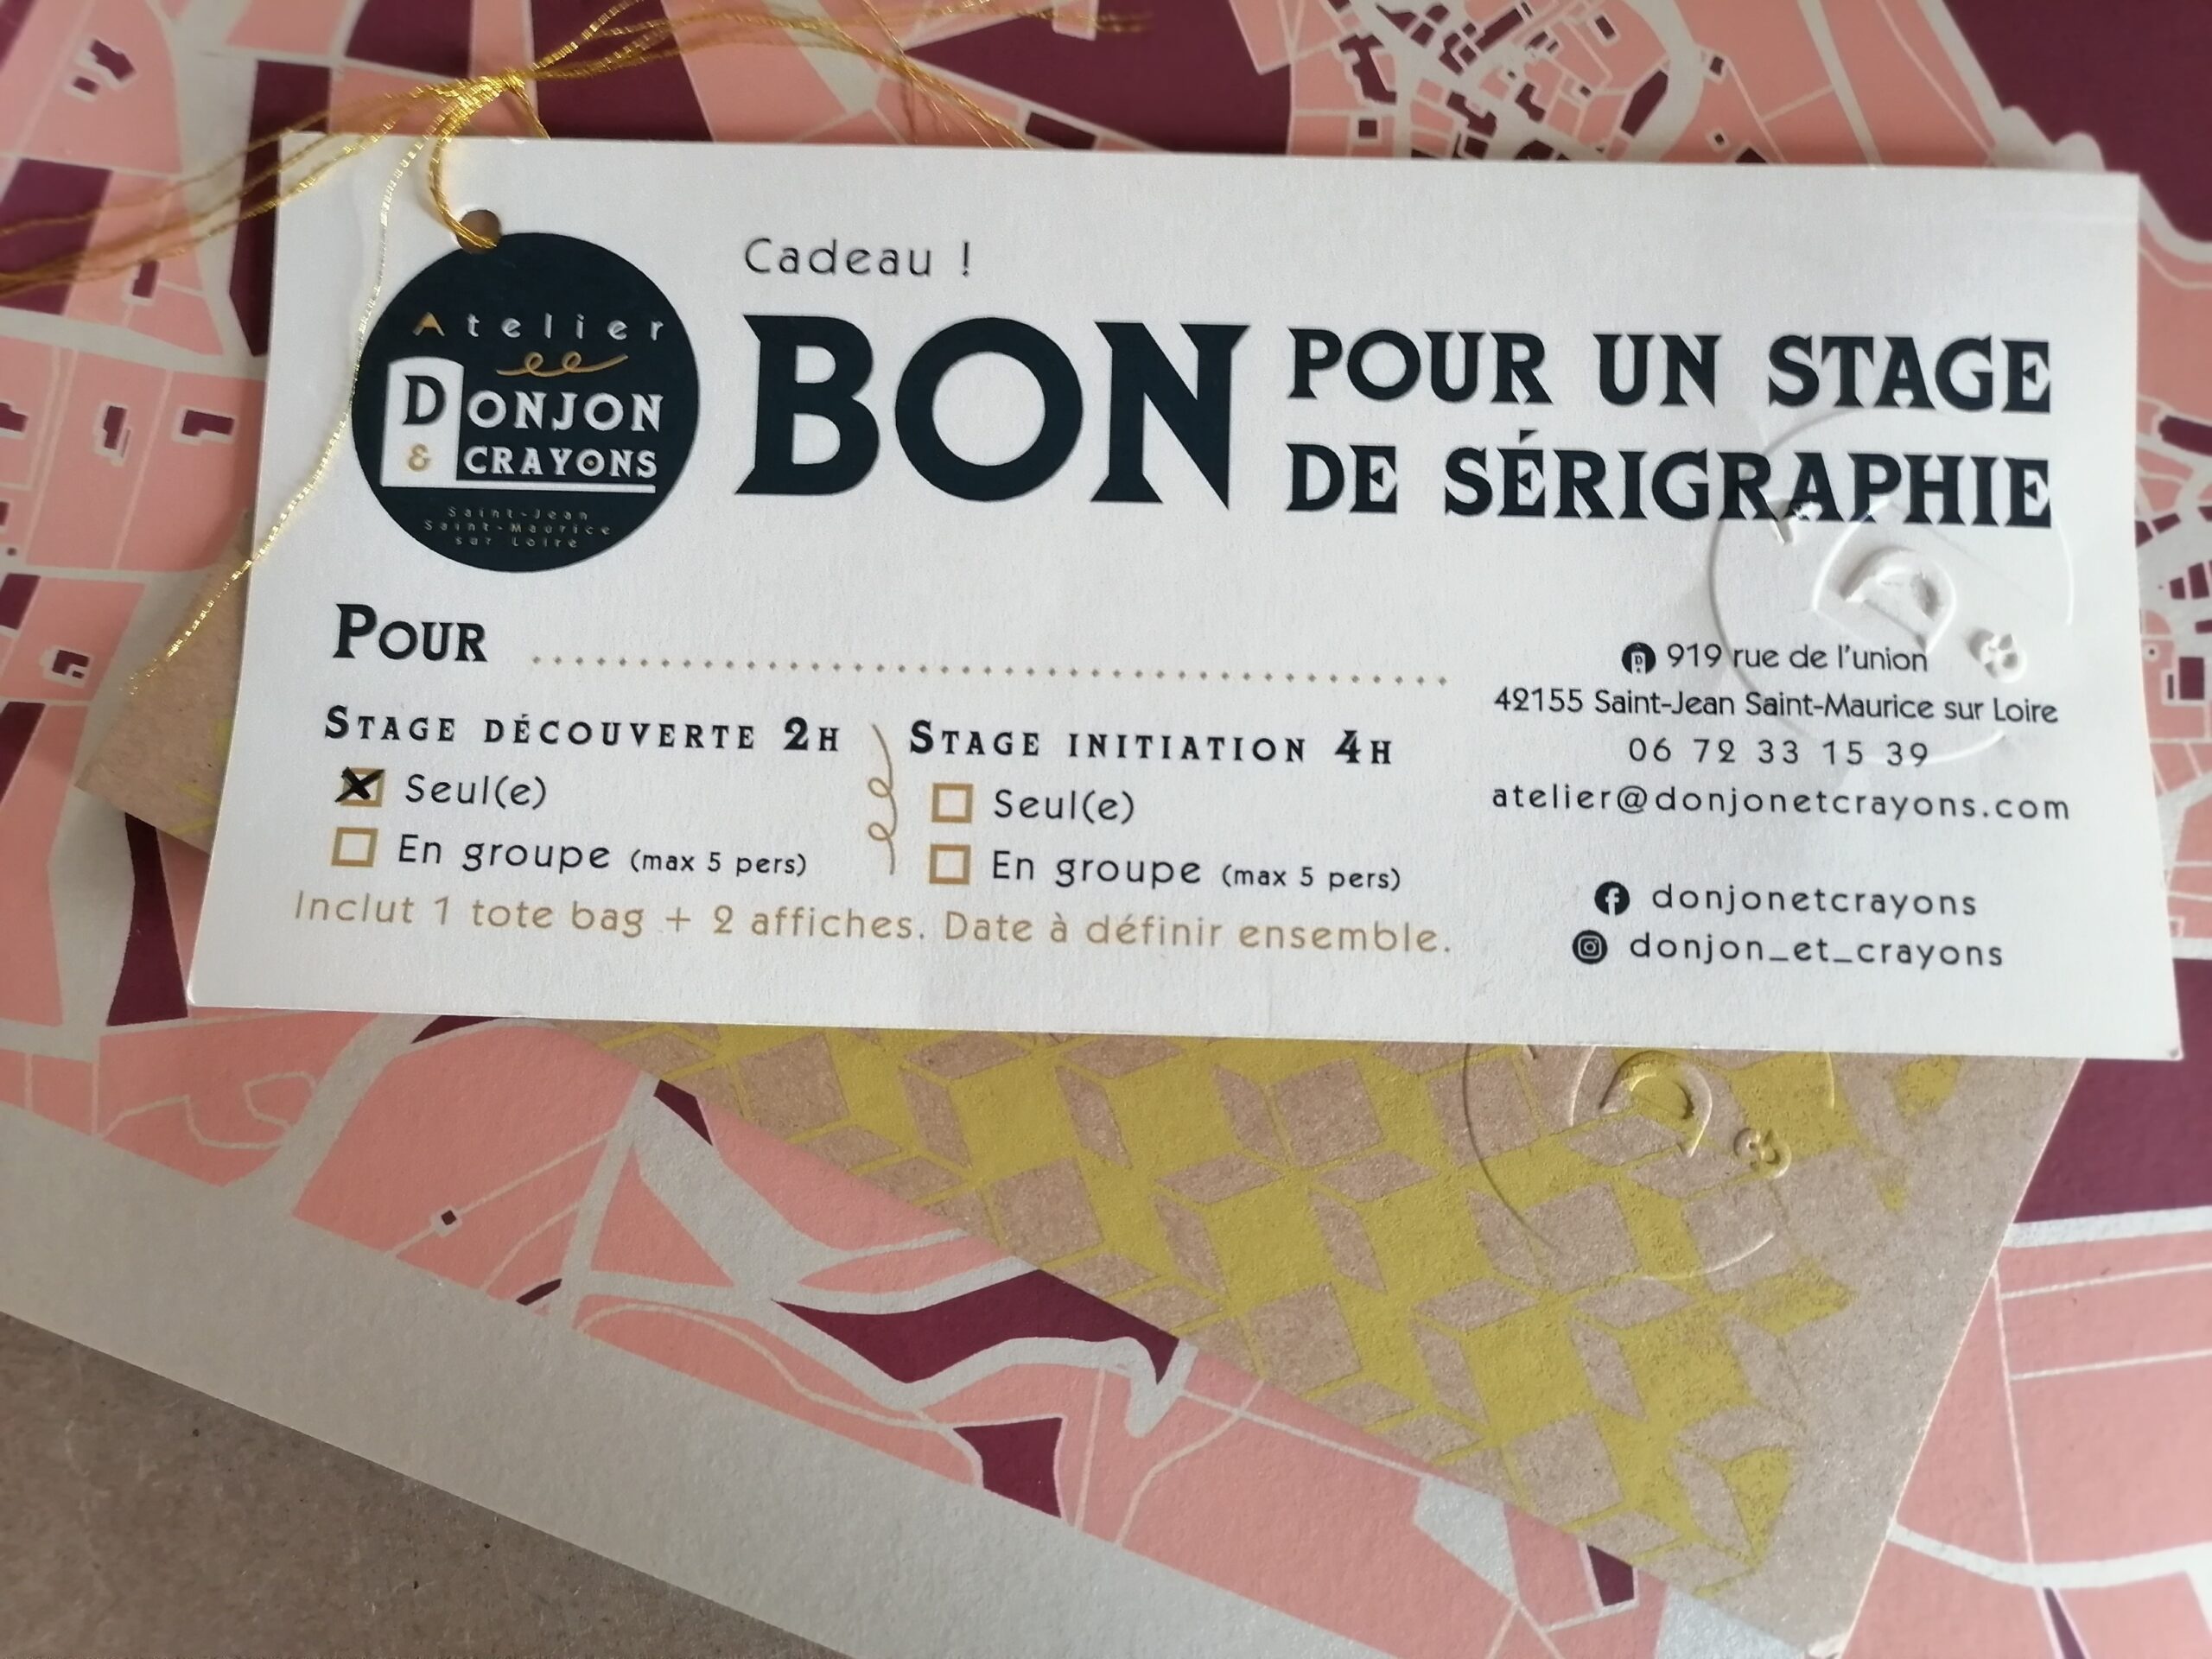 Atelier
DONJON
& CRAYONS
Saint-Jean
Saint-Maurice
sur Loire
Cadeau !
BON POUR UN STAGE
DE SÉRIGRAPHIE
POUR
STAGE DÉCOUVERTE 2H
Seul(e)
En groupe (max 5 pers)
STAGE INITIATION 4H
Seul(e)
En groupe (max 5 pers)
Inclut 1 tote bag + 2 affiches. Date à définir ensemble.
919 rue de l'union
42155 Saint-Jean Saint-Maurice sur Loire
06 72 33 15 39
atelier@donjonetcrayons.com
donjonetcrayons
donjon_et_crayons
D
&
D
&